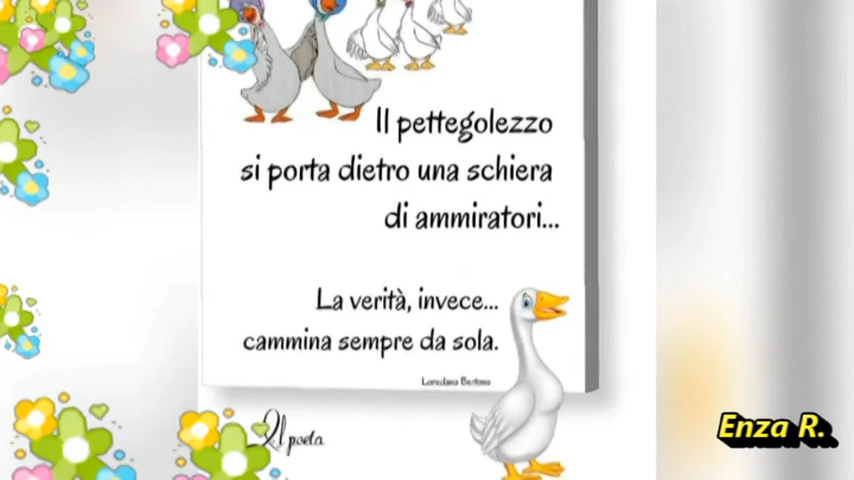 Il pettegolezzo
si porta dietro una schiera
di ammiratori...
La verità, invece...
cammina sempre da sola.
Loredana Bartono
Il poeta
Enza R.